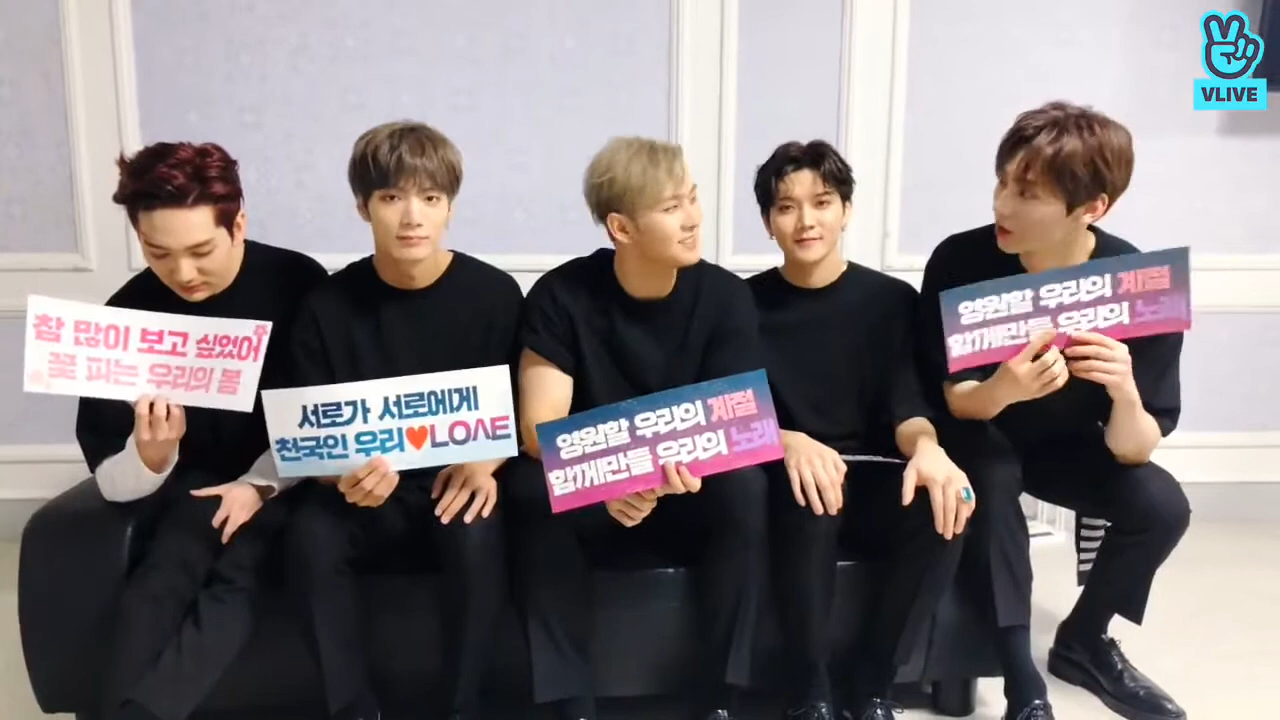 VLIVE
참 많이 보고 싶었어
꽃 피는 우리의 봄
서로가 서로에게
천국인 우리♥LOΛE
영원할 우리의 계절
함께만들 우리의 노래
영원할 우리의 계절
함께만들 우리의 노래